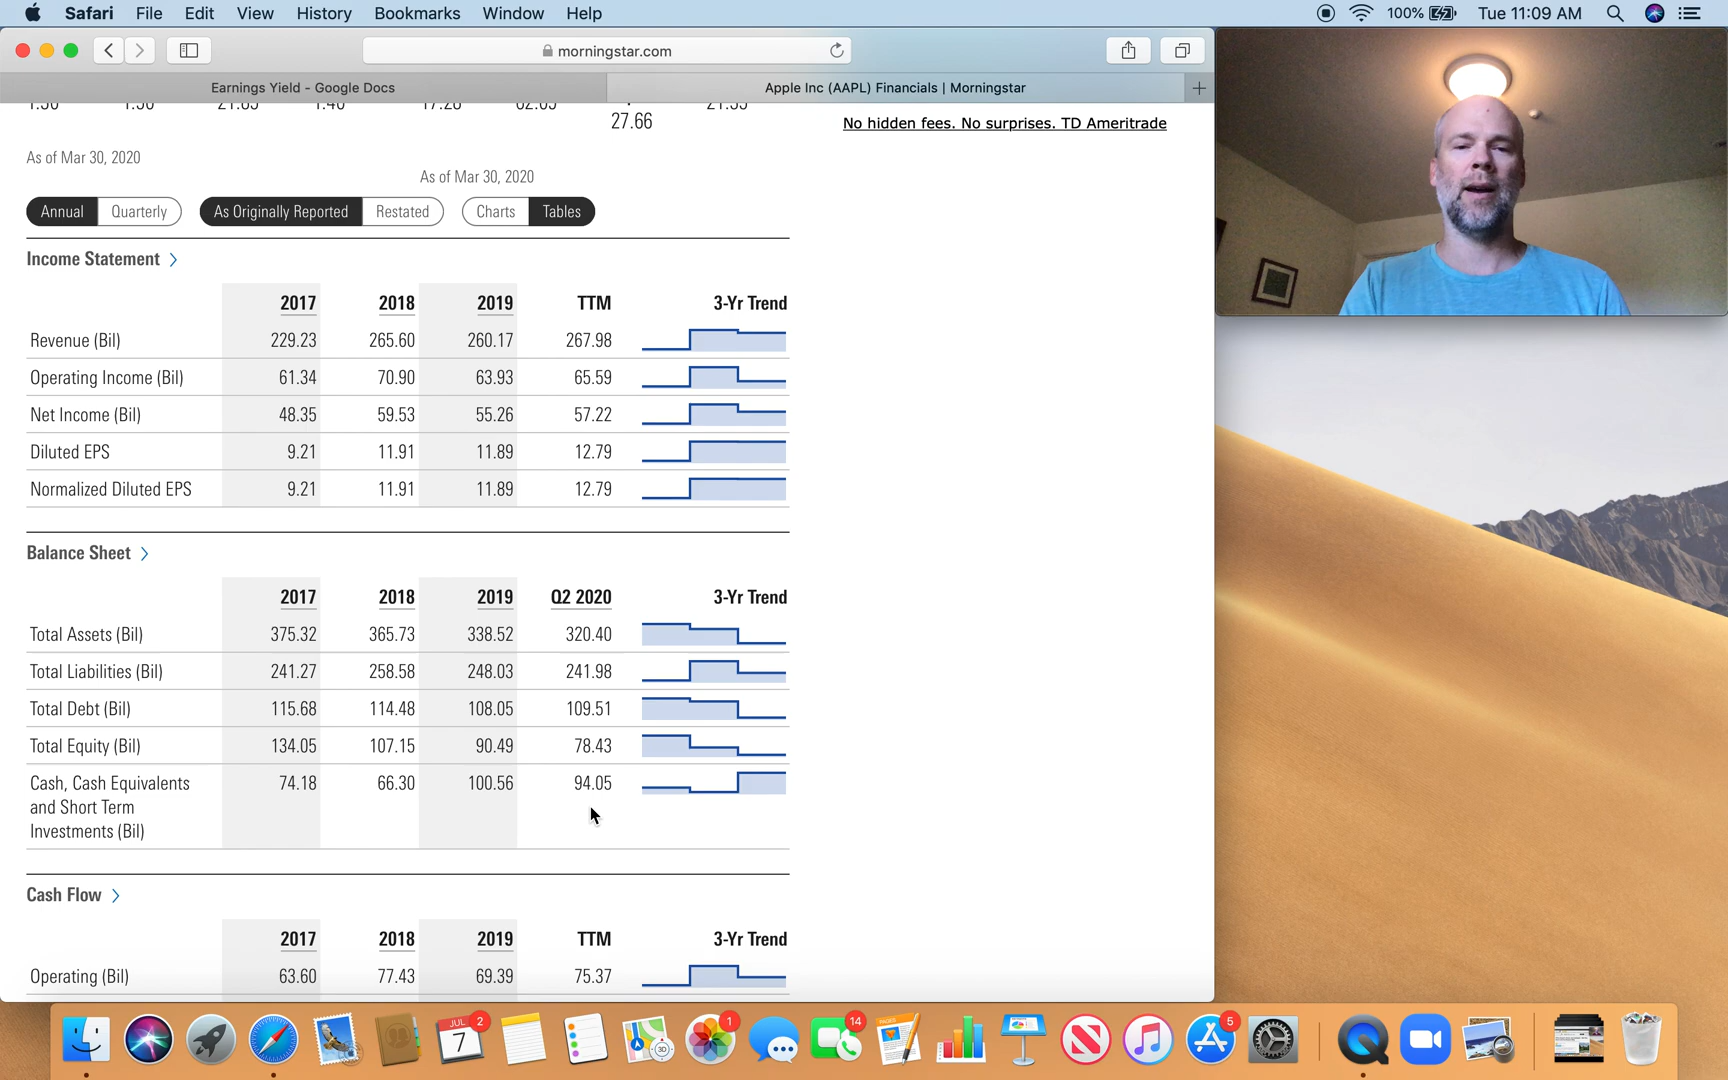 Safari File Edit View History Bookmarks Window Help 100% Tue 11:09 AM
morningstar.com
Earnings Yield - Google Docs Apple Inc (AAPL) Financials | Morningstar
27.66
No hidden fees. No surprises. TD Ameritrade
As of Mar 30, 2020
As of Mar 30, 2020
Annual Quarterly As Originally Reported Restated Charts Tables
Income Statement
2017 2018 2019 TTM 3-Yr Trend
Revenue (Bil) 229.23 265.60 260.17 267.98
Operating Income (Bil) 61.34 70.90 63.93 65.59
Net Income (Bil) 48.35 59.53 55.26 57.22
Diluted EPS 9.21 11.91 11.89 12.79
Normalized Diluted EPS 9.21 11.91 11.89 12.79
Balance Sheet
2017 2018 2019 Q2 2020 3-Yr Trend
Total Assets (Bil) 375.32 365.73 338.52 320.40
Total Liabilities (Bil) 241.27 258.58 248.03 241.98
Total Debt (Bil) 115.68 114.48 108.05 109.51
Total Equity (Bil) 134.05 107.15 90.49 78.43
Cash, Cash Equivalents 74.18 66.30 100.56 94.05
and Short Term
Investments (Bil)
Cash Flow
2017 2018 2019 TTM 3-Yr Trend
Operating (Bil) 63.60 77.43 69.39 75.37
JUL 2 1 14 5
7 3D